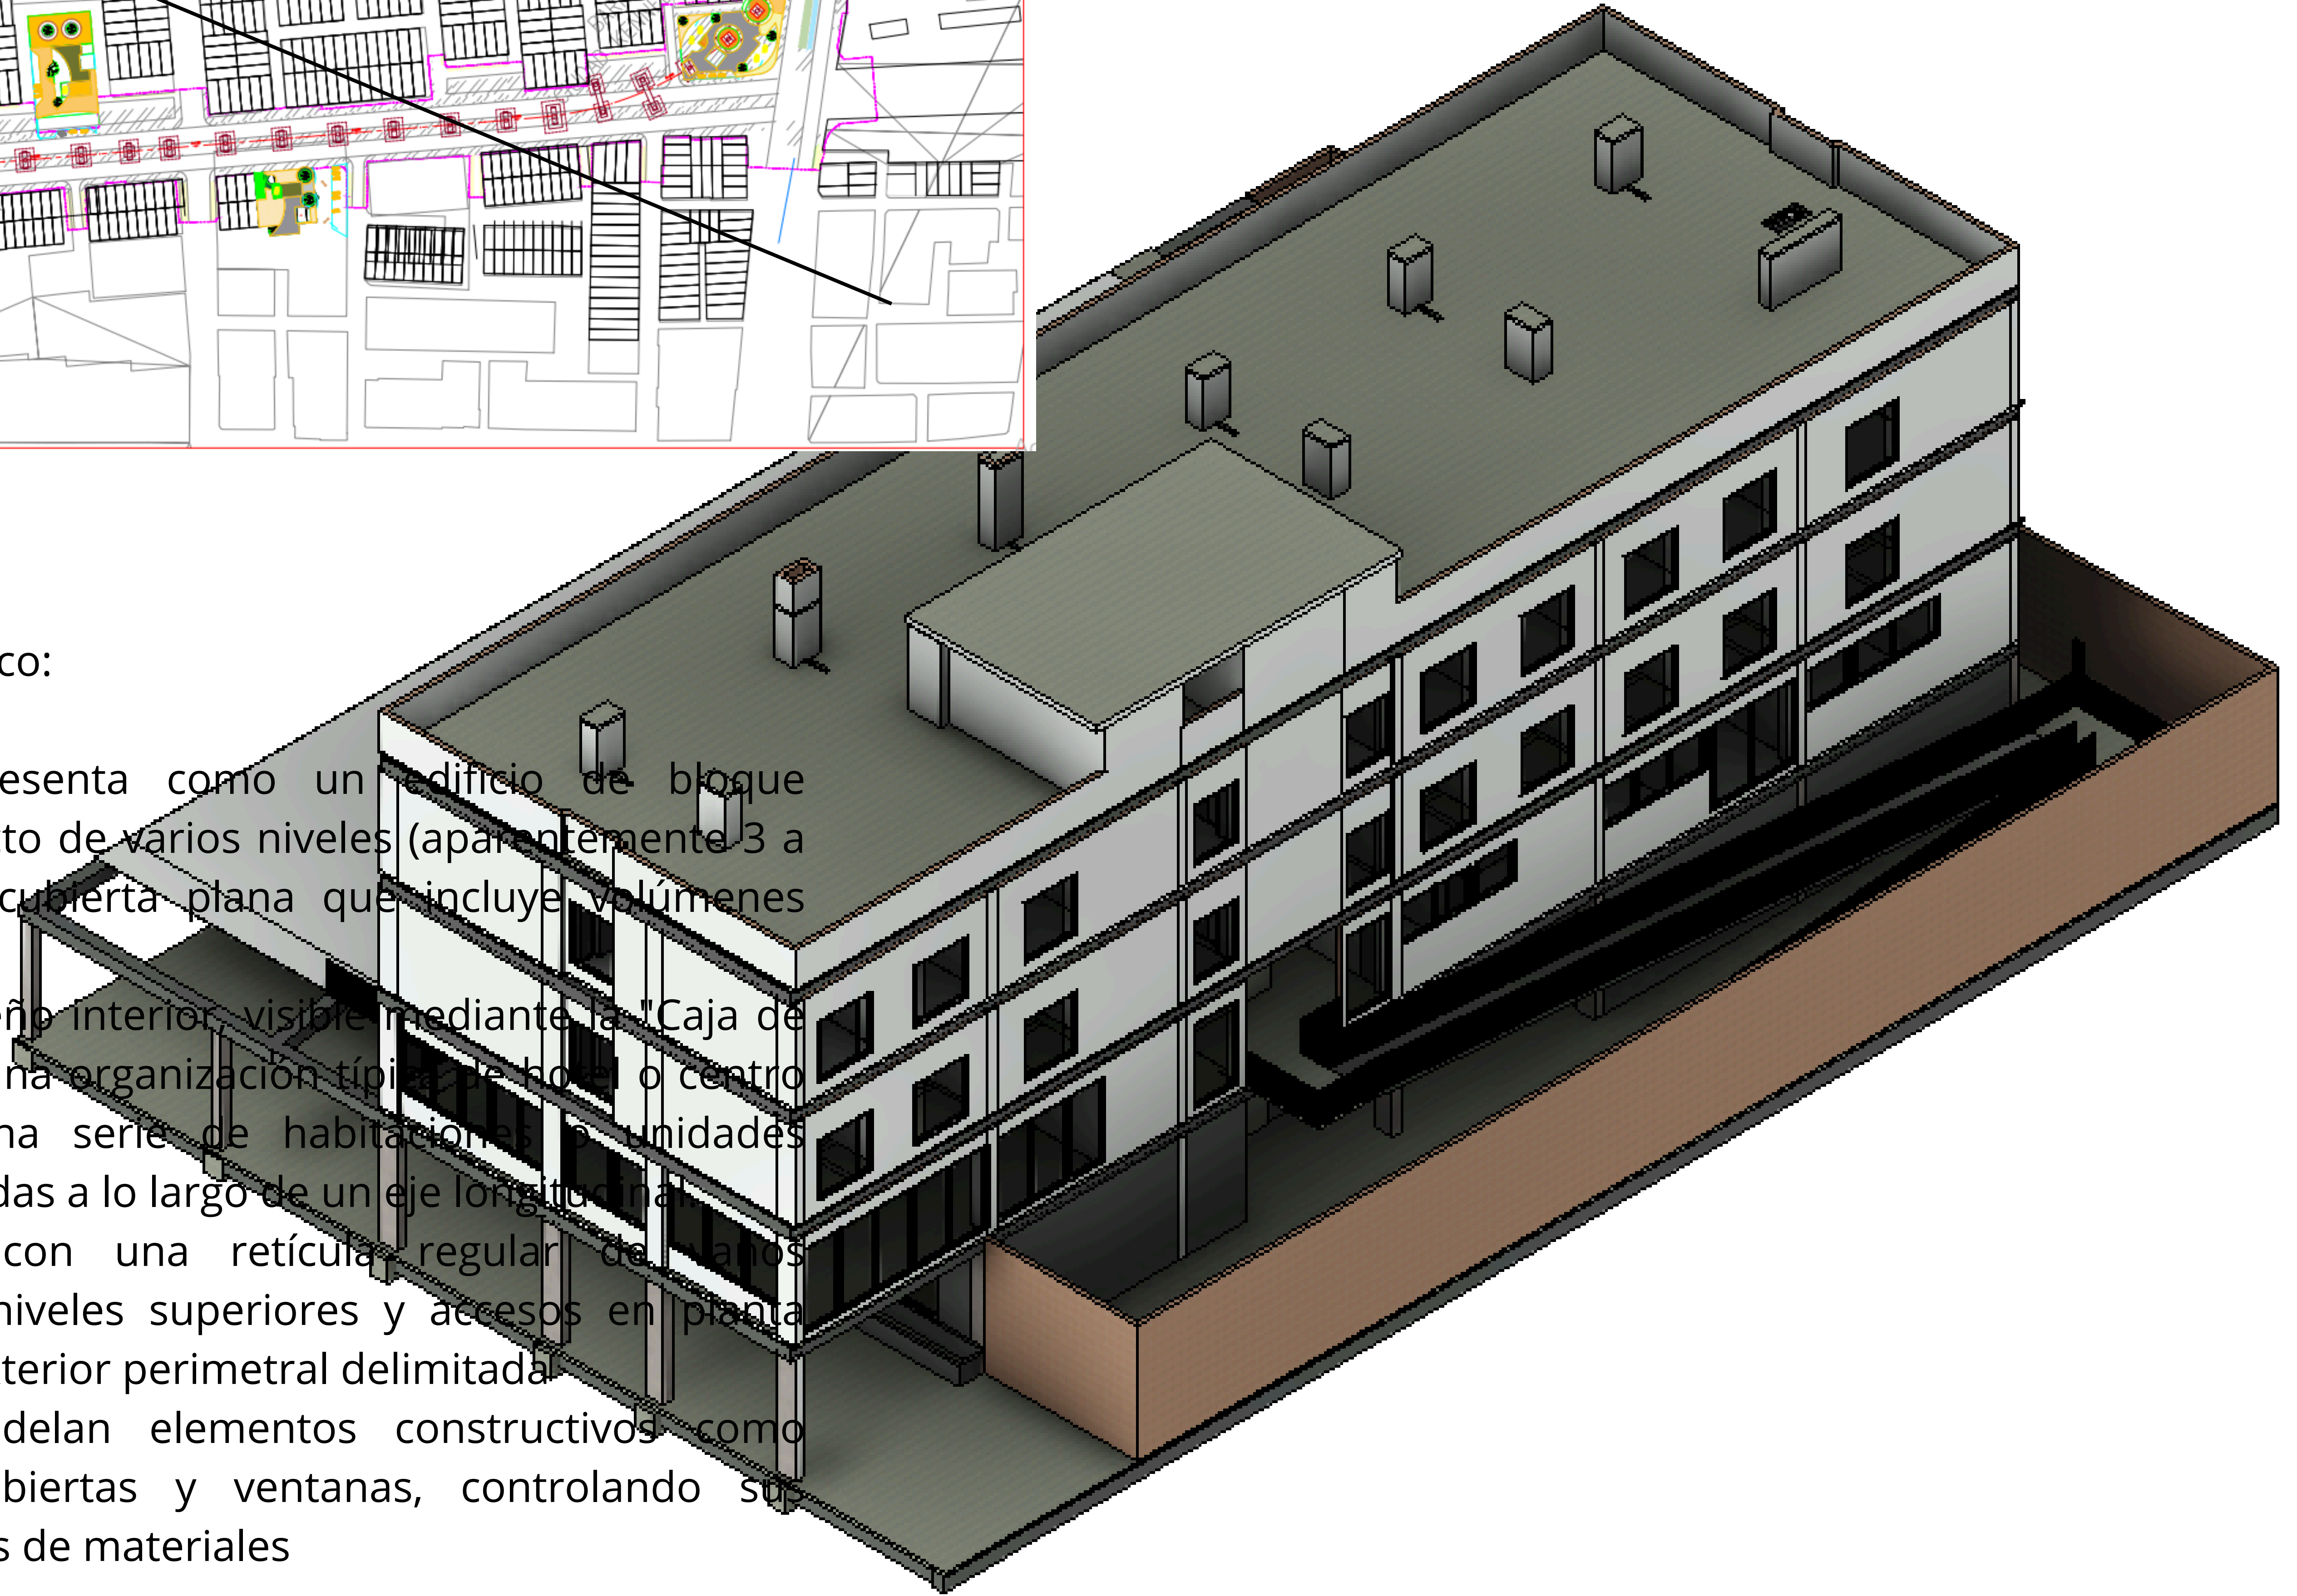 co:
esenta como un edificio de bloque
to de varios niveles (aparentemente 3 a
cubierta plana que incluye volúmenes
ño interior, visible mediante la "Caja de
na organización típica de hotel o centro
na serie de habitaciones o unidades
das a lo largo de un eje longitudinal.
con una retícula regular de vanos
niveles superiores y accesos en planta
terior perimetral delimitada
delan elementos constructivos como
biertas y ventanas, controlando sus
s de materiales